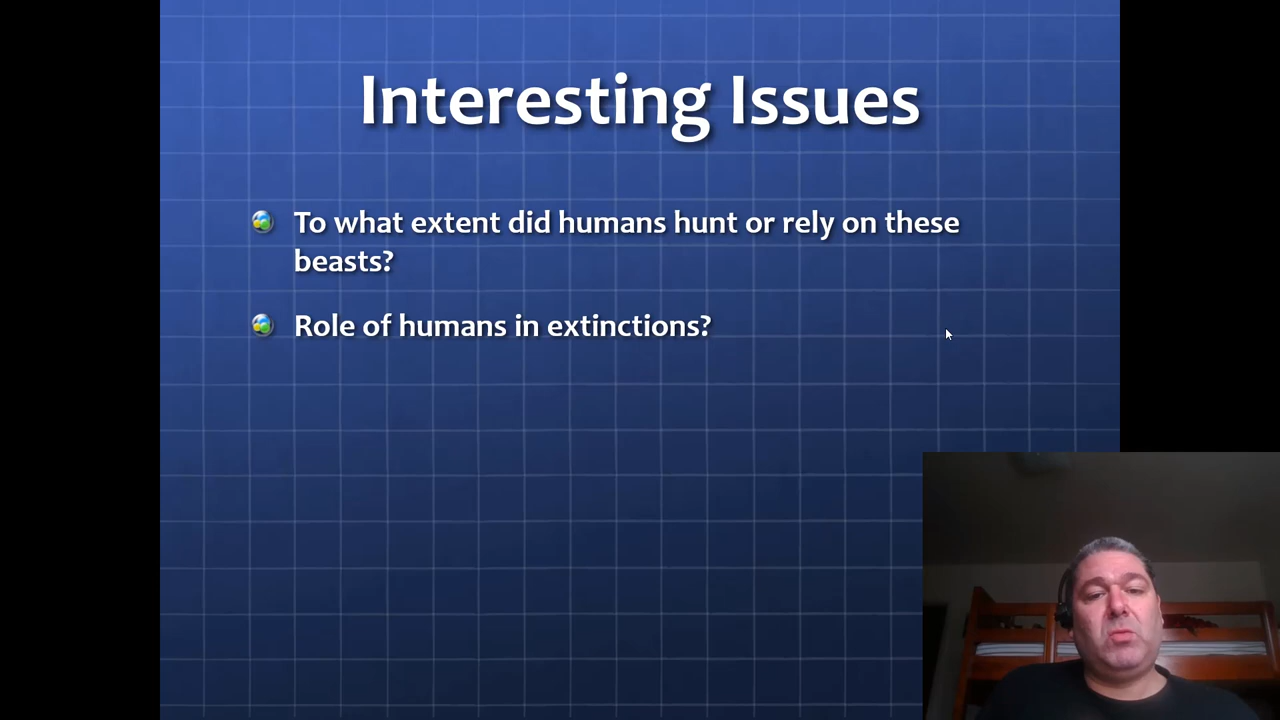 Interesting Issues
To what extent did humans hunt or rely on these
beasts?
Role of humans in extinctions?